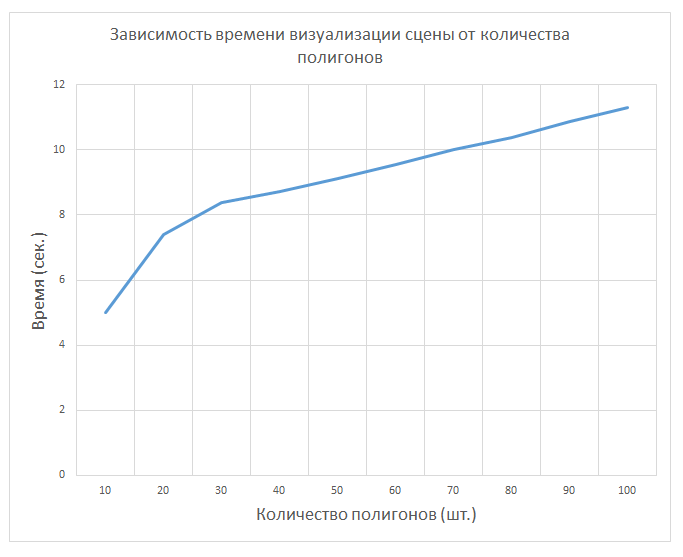 Зависимость времени визуализации сцены от количества
полигонов
12
10
8
6
4
2
0
Время (сек.)
10 20 30 40 50 60 70 80 90 100
Количество полигонов (шт.)